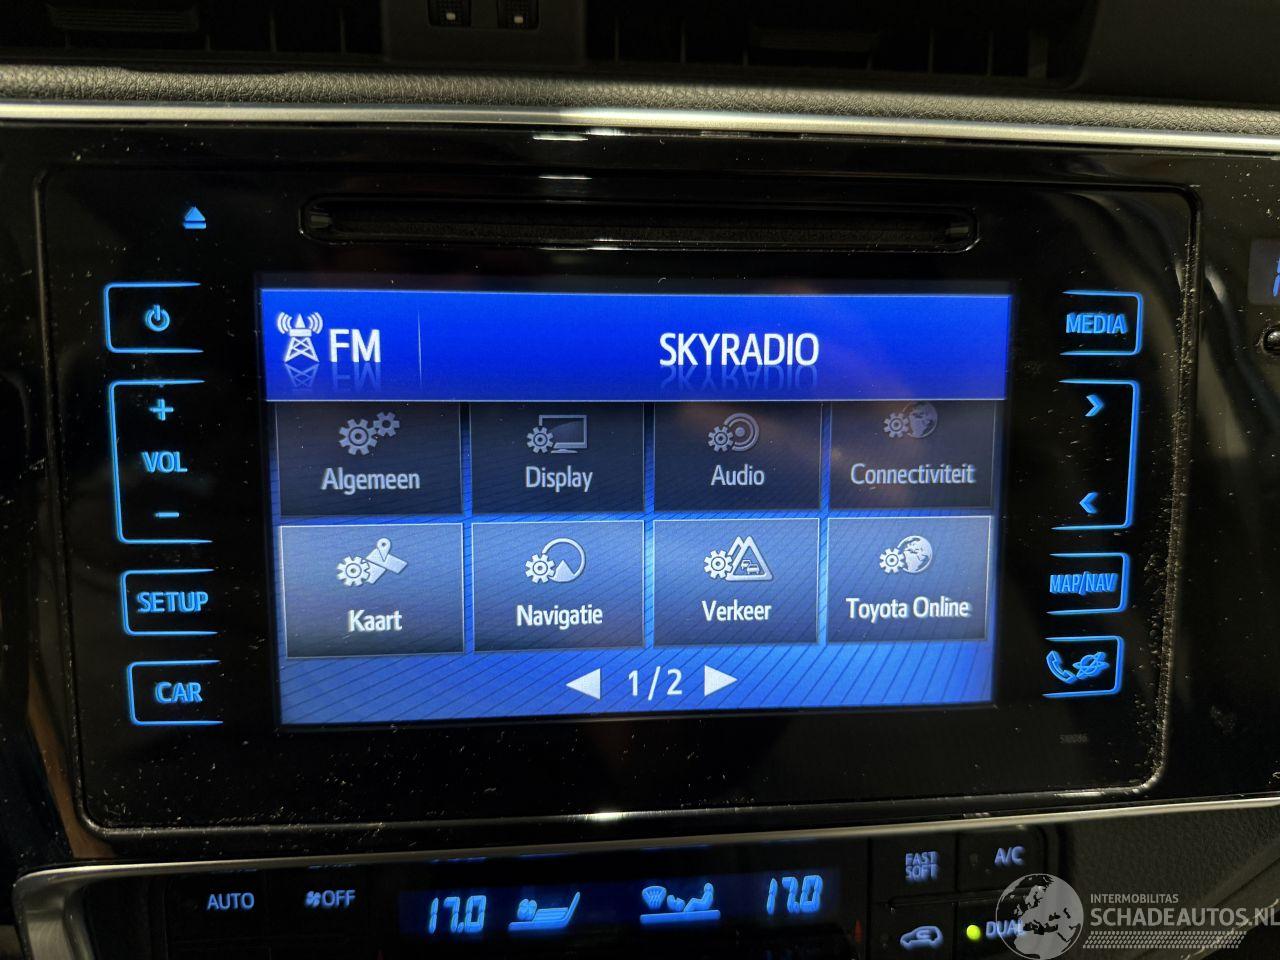 FM
SKYRADIO
MEDIA
+
VOL
-
Algemeen
Display
Audio
Connectiviteit
SETUP
Kaart
Navigatie
Verkeer
Toyota Online
MAP/NAV
CAR
1/2
510086
AUTO
OFF
17.0
17.0
FAST
SOFT
A/C
DUAL
INTERMOBILITAS
SCHADEAUTOS.NL